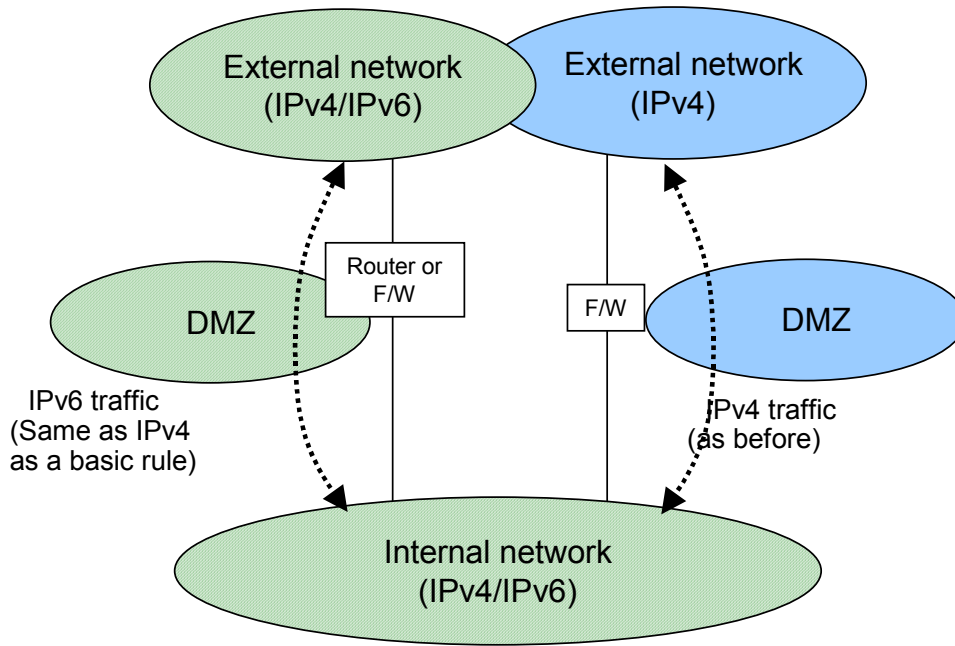 External network
(IPv4/IPv6)
External network
(IPv4)
Router or
F/W
F/W
DMZ
DMZ
IPv6 traffic
(Same as IPv4
as a basic rule)
IPv4 traffic
(as before)
Internal network
(IPv4/IPv6)